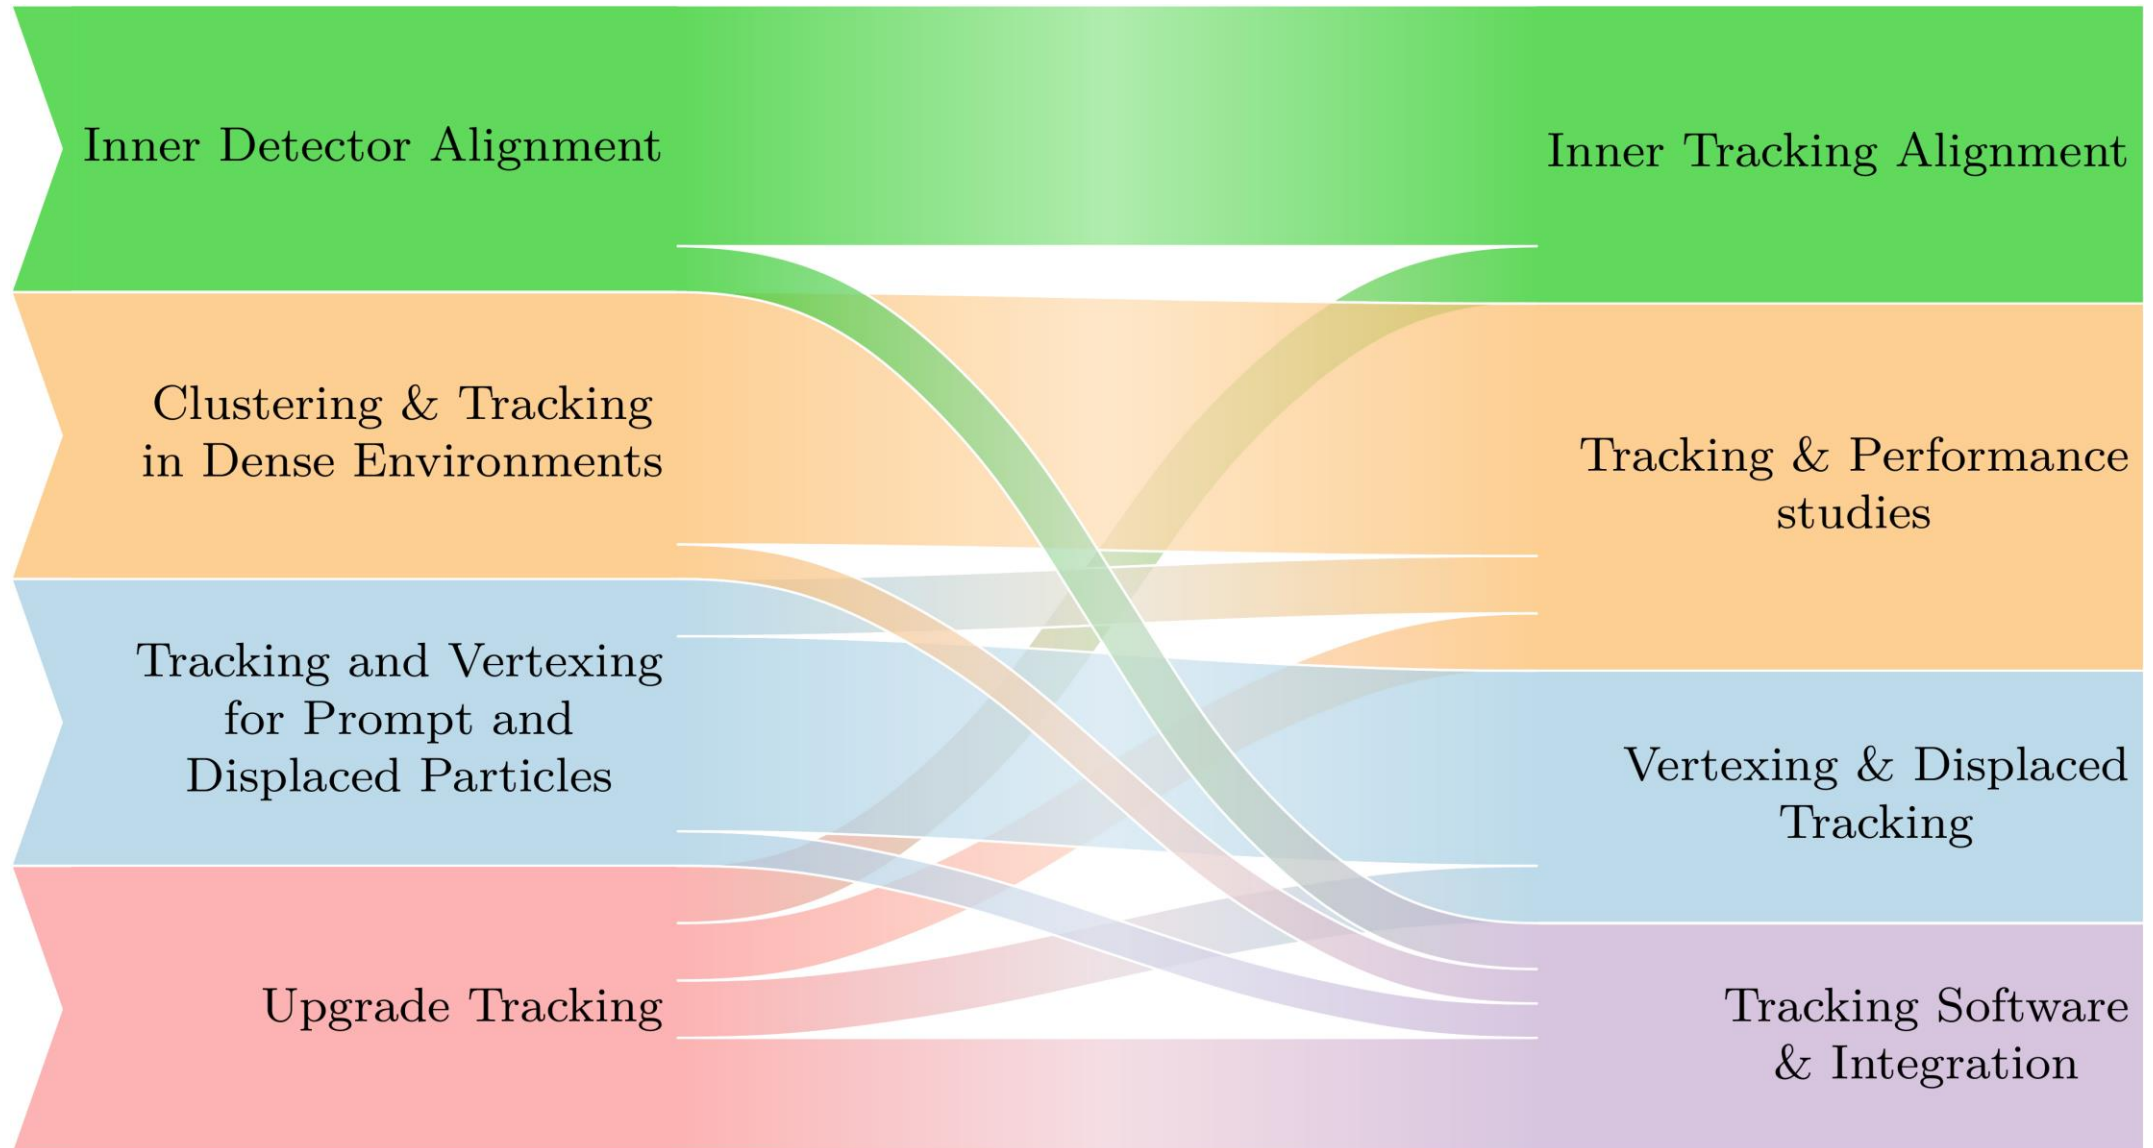 Inner Detector Alignment
Clustering & Tracking
in Dense Environments
Tracking and Vertexing
for Prompt and
Displaced Particles
Upgrade Tracking
Inner Tracking Alignment
Tracking & Performance
studies
Vertexing & Displaced
Tracking
Tracking Software
& Integration